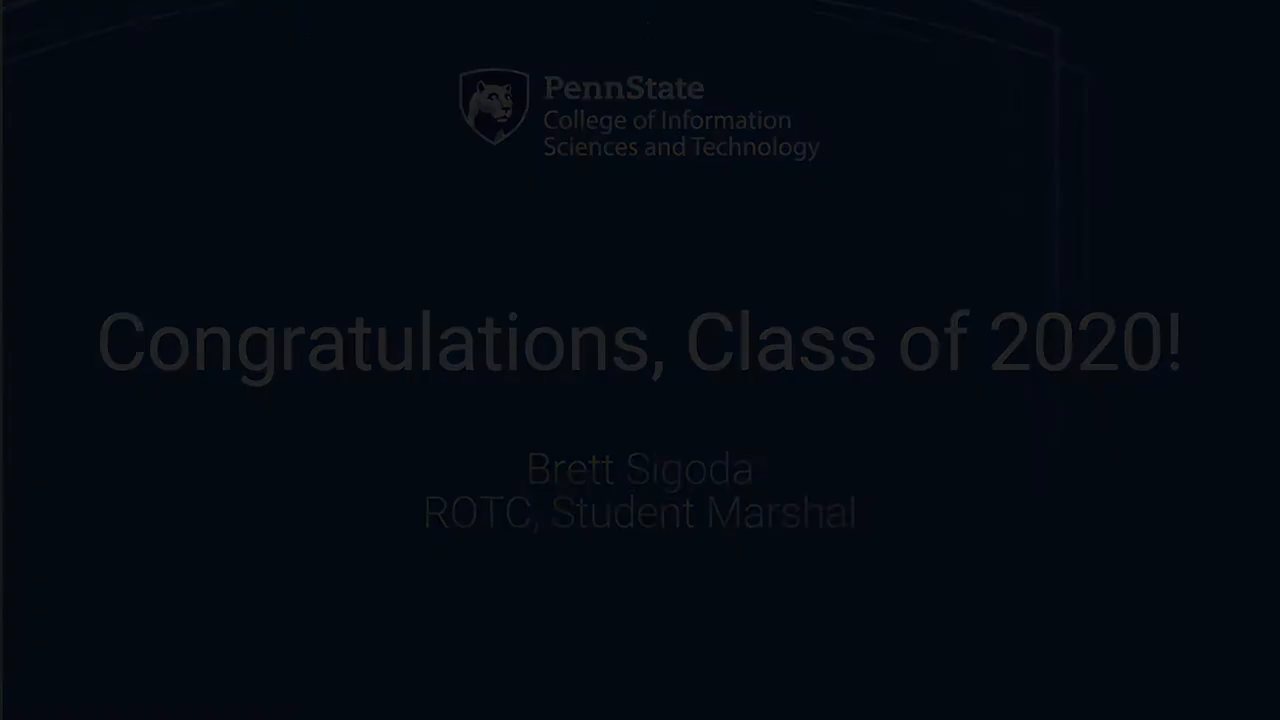 PennState
College of Information
Sciences and Technology
Congratulations, Class of 2020!
Brett Sigoda
ROTC, Student Marshal